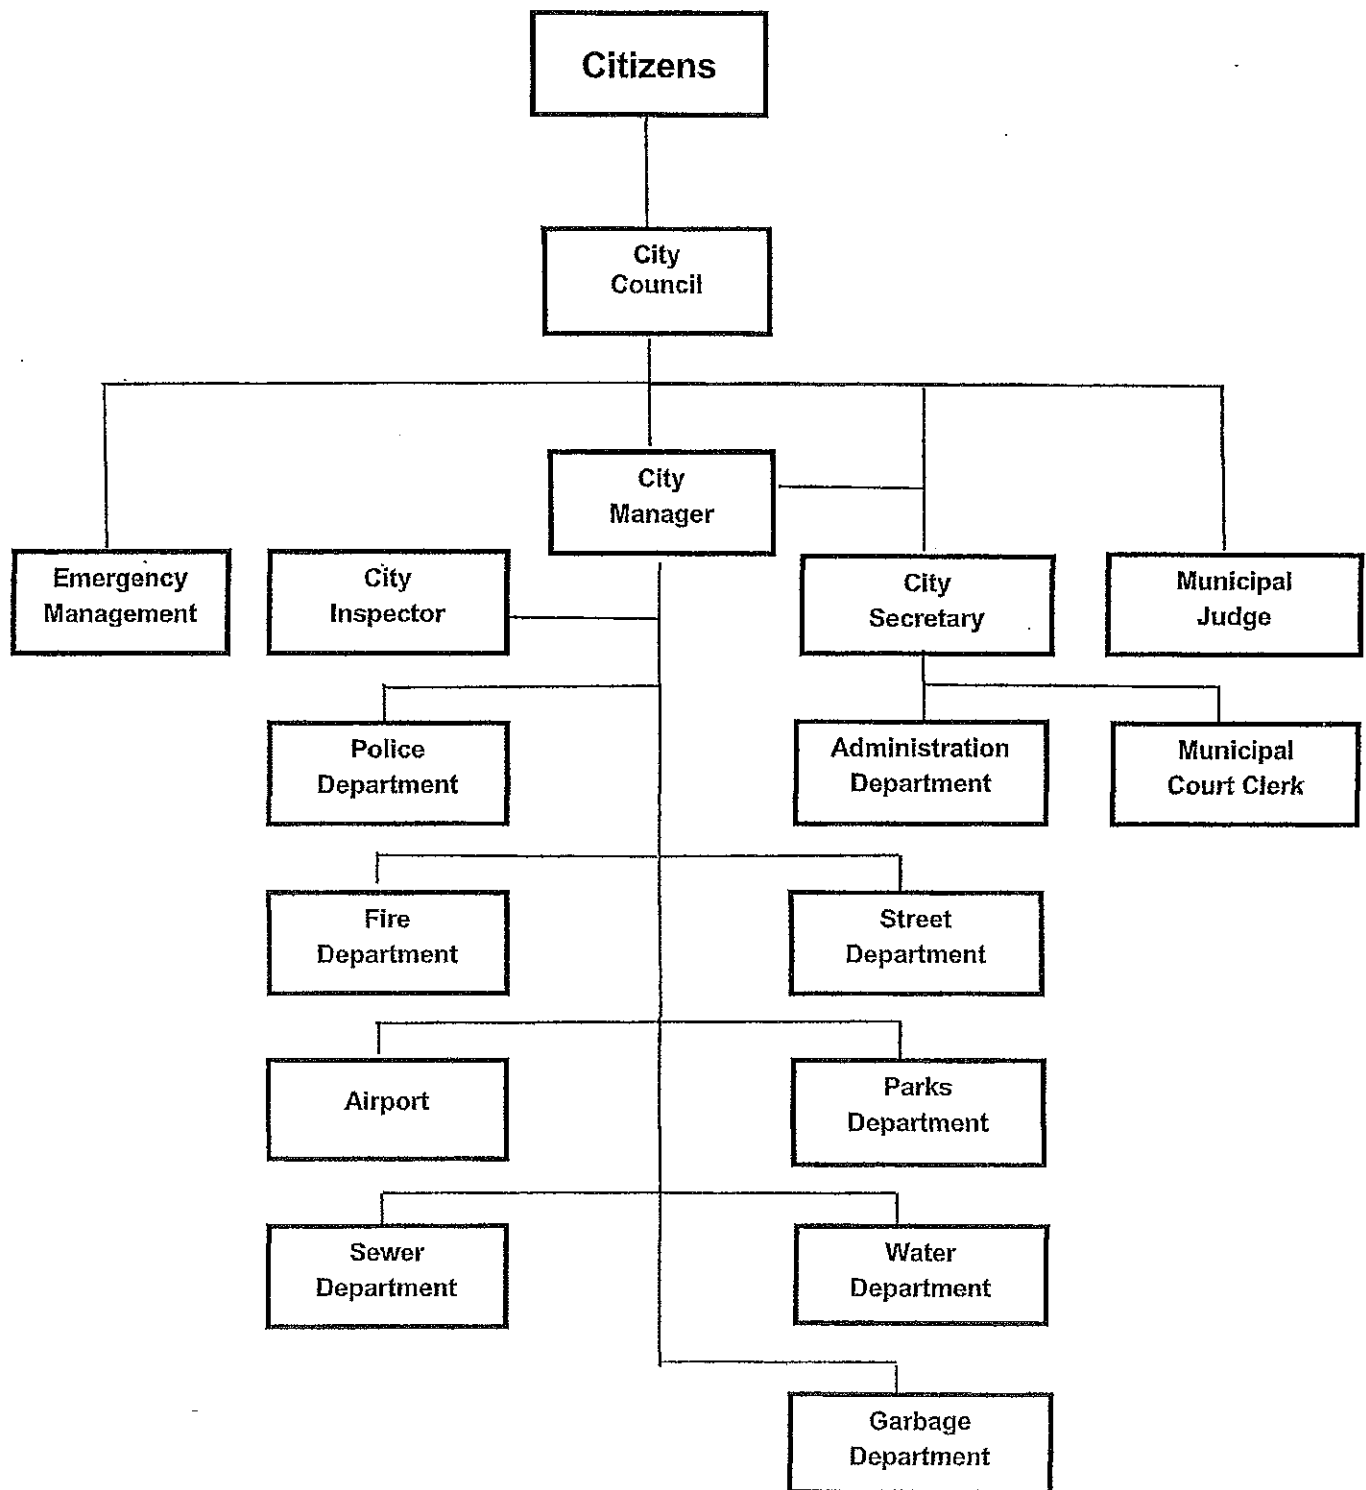 Citizens
City
Council
City
Manager
Emergency
Management
City
Inspector
City
Secretary
Municipal
Judge
Police
Department
Administration
Department
Municipal
Court Clerk
Fire
Department
Street
Department
Airport
Parks
Department
Sewer
Department
Water
Department
Garbage
Department